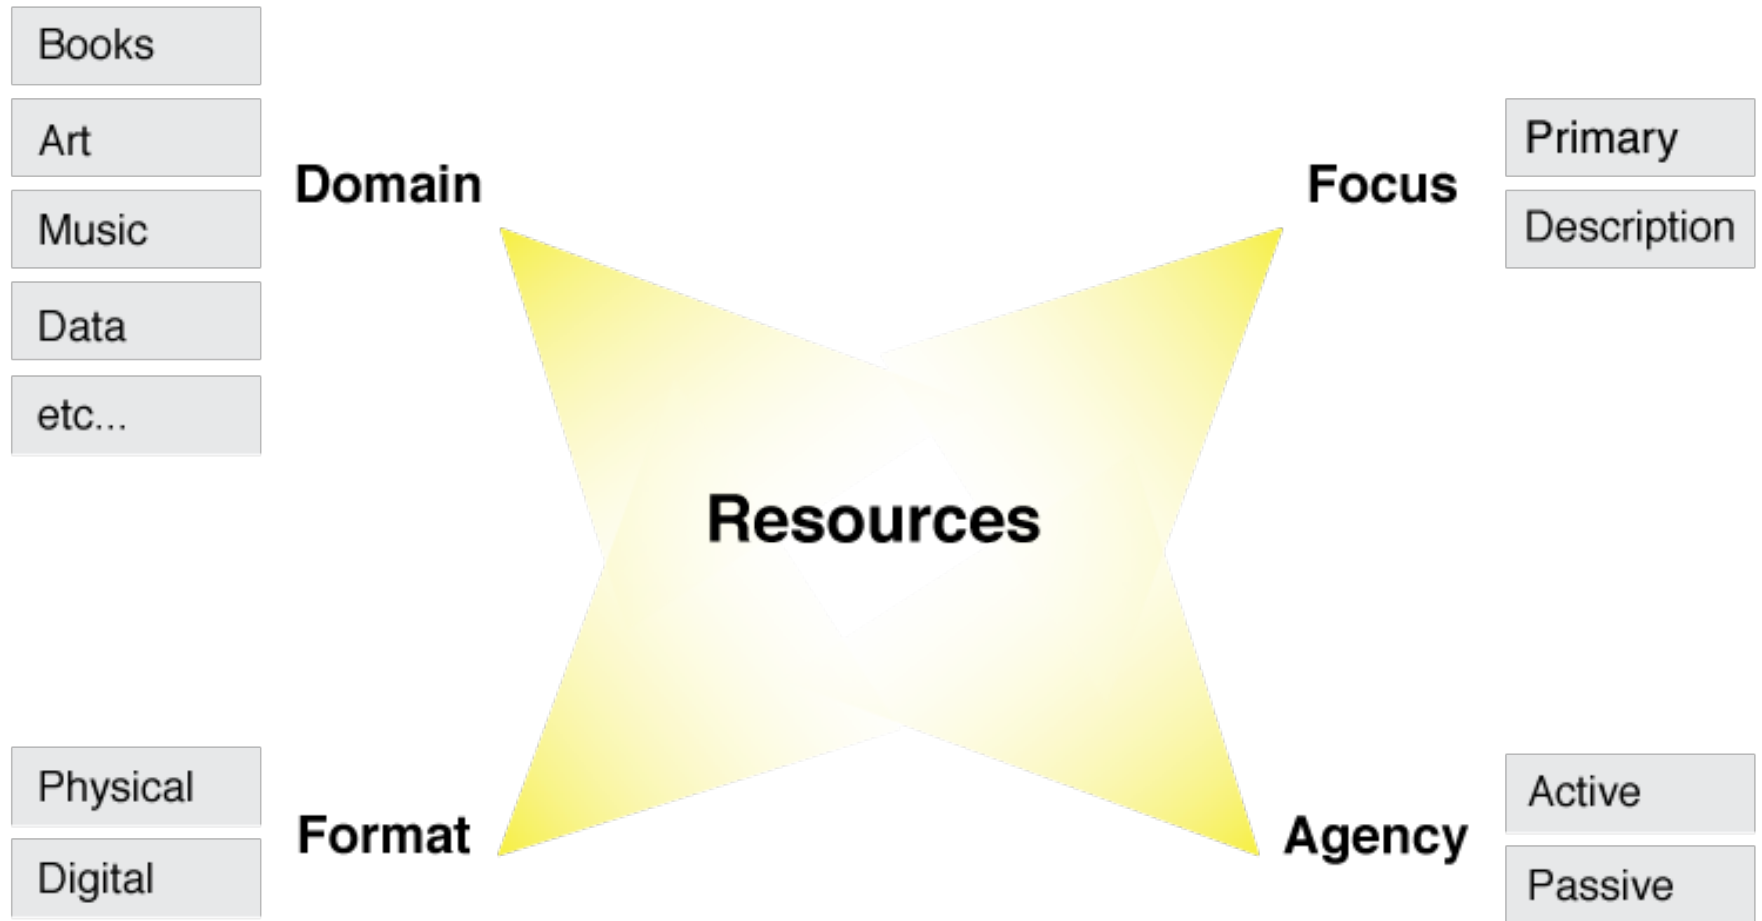 Books
Art
Music
Data
etc...
Domain
Focus
Primary
Description
Resources
Physical
Digital
Format
Agency
Active
Passive